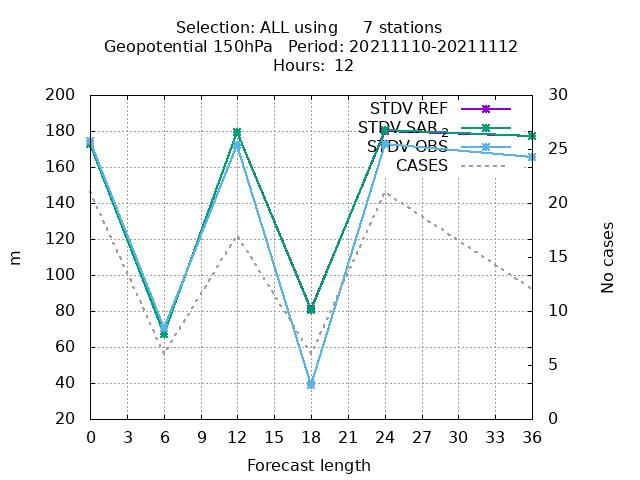 Selection: ALL using     7 stations
Geopotential 150hPa   Period: 20211110-20211112
Hours: 12
200
180
160
140
120
100
80
60
40
20
m
STDV REF
STDV SAR_2
STDV OBS
CASES
30
25
20
15
10
5
0
No cases
0 3 6 9 12 15 18 21 24 27 30 33 36
Forecast length